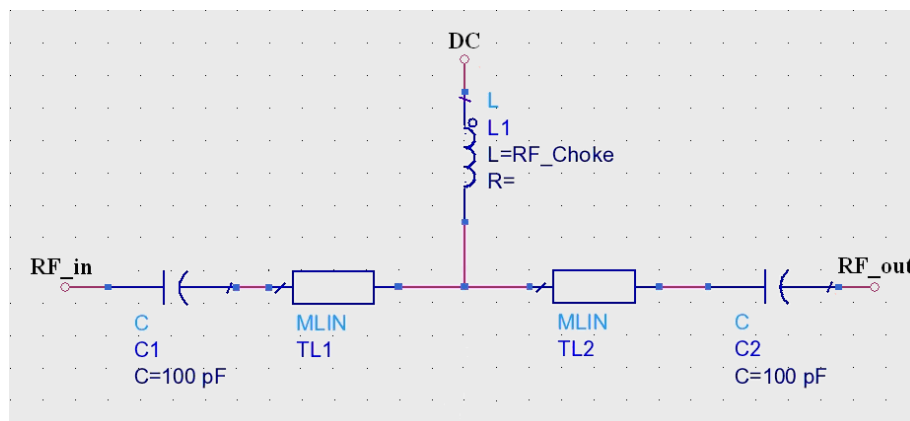 DC
L
L1
L=RF_Choke
R=
RF_in
RF_out
C
C1
C=100 pF
MLIN
TL1
MLIN
TL2
C
C2
C=100 pF